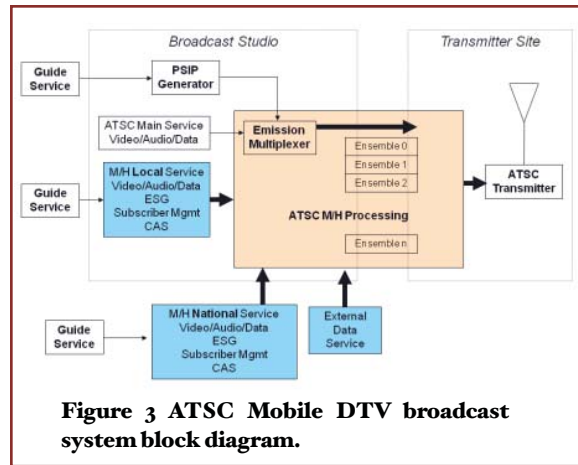 Broadcast Studio
Transmitter Site
Guide
Service
PSIP
Generator
ATSC Main Service
Video/Audio/Data
Emission
Multiplexer
Ensemble 0
Ensemble 1
Ensemble 2
ATSC M/H Processing
Ensemble n
ATSC
Transmitter
Guide
Service
M/H Local Service
Video/Audio/Data
ESG
Subscriber Mgmt
CAS
Guide
Service
M/H National Service
Video/Audio/Data
ESG
Subscriber Mgmt
CAS
External
Data
Service
Figure 3 ATSC Mobile DTV broadcast
system block diagram.